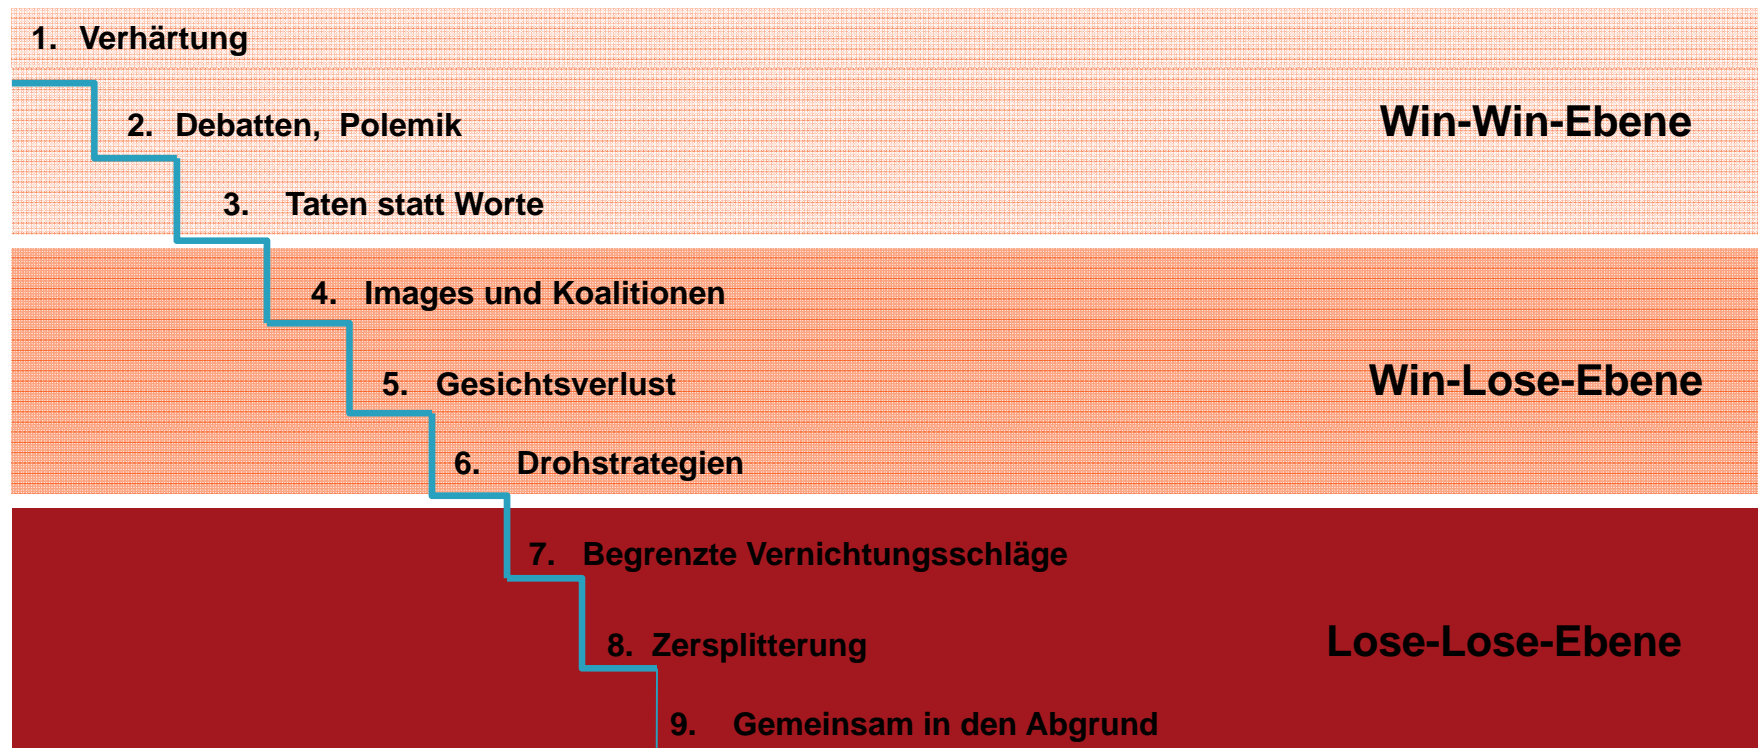 1. Verhärtung
2. Debatten, Polemik
Win-Win-Ebene
3. Taten statt Worte
4. Images und Koalitionen
5. Gesichtsverlust
Win-Lose-Ebene
6. Drohstrategien
7. Begrenzte Vernichtungsschläge
8. Zersplitterung
Lose-Lose-Ebene
9. Gemeinsam in den Abgrund